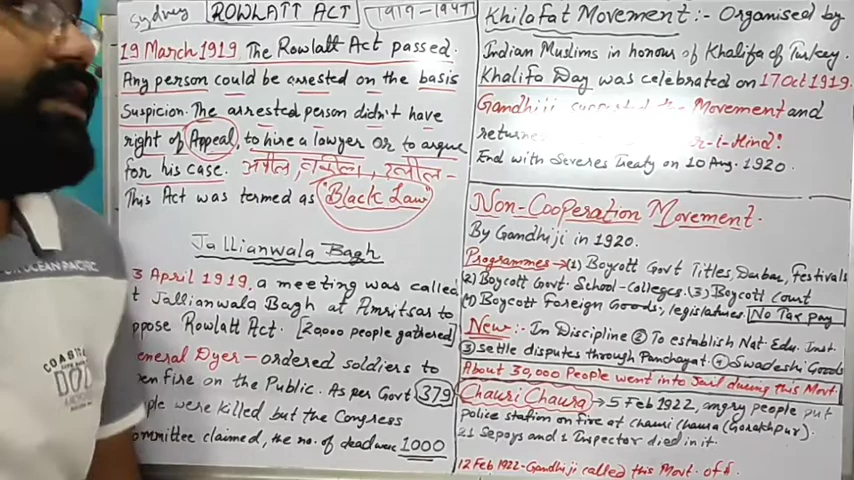 Sydney ROWLATT ACT 1919-1947
19 March 1919, The Rowlatt Act passed.
Any person could be arrested on the basis
Suspicion. The arrested person didn't have
right of Appeal, to hire a lawyer or to argue
for his case. अपील, वकील, दलील -
This Act was termed as "Black Law"
Jallianwala Bagh
3 April 1919, a meeting was called
t Jallianwala Bagh at Amritsar to
ppose Rowlatt Act. [20,000 people gathered]
eneral Dyer - ordered soldiers to
en fire on the Public. As per Govt 379
ple were killed but the Congress
ommittee claimed, the no. of dead were 1000
Khilafat Movement :- Organised by
Indian Muslims in honour of Khalifa of Turkey.
Khalifa Day was celebrated on 17 Oct 1919.
Gandhiji the Movement and
returne r-i-Hind!
End with Severes Treaty on 10 Aug. 1920.
Non-Cooperation Movement.
By Gandhiji in 1920.
Programmes → (1) Boycott Govt Titles, Durbar, Festivals
(2) Boycott Govt. School-Colleges. (3) Boycott Court
(4) Boycott Foreign Goods, legislatures No Tax pay
New :- In Discipline ② To establish Nat. Edu. Inst.
③ settle disputes through Panchayat ④ Swadeshi Goods
About 30,000 People went into Jail during this Movt.
Chauri Chaura → 5 Feb 1922, angry people put
police station on fire at Chauri Chaura (Gorakhpur).
21 Sepoys and 1 Inspector died in it.
12 Feb 1922 - Gandhiji called this Movt. off.
OCEAN PACIFIC
COAST